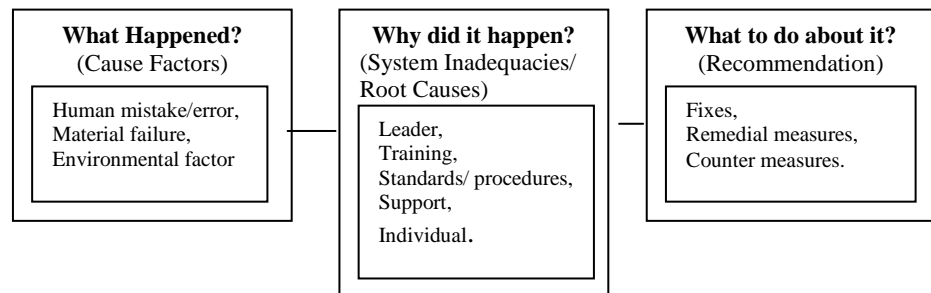 What Happened?
(Cause Factors)
Human mistake/error,
Material failure,
Environmental factor
Why did it happen?
(System Inadequacies/
Root Causes)
Leader,
Training,
Standards/ procedures,
Support,
Individual.
What to do about it?
(Recommendation)
Fixes,
Remedial measures,
Counter measures.